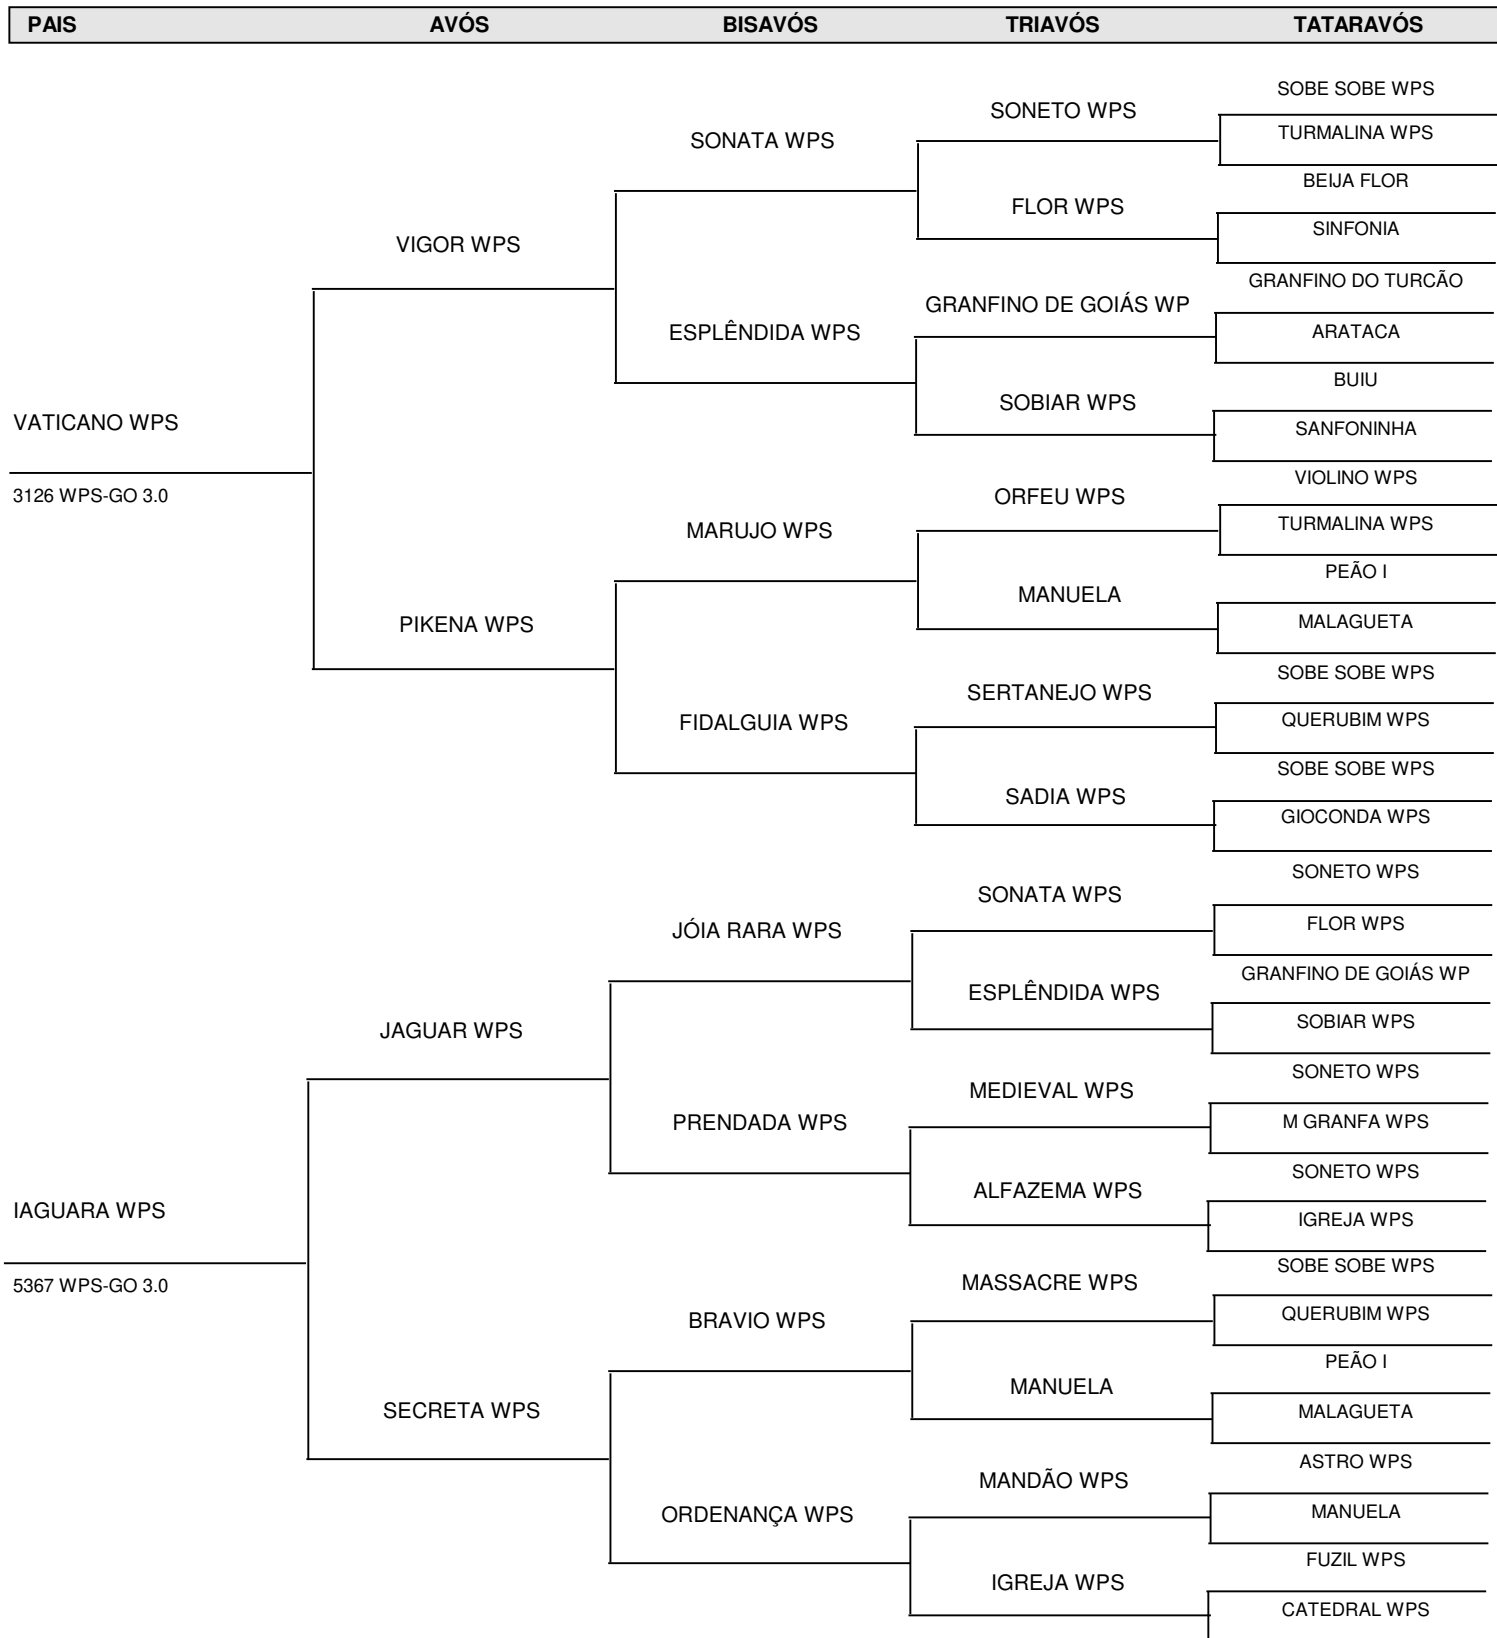 PAIS AVÓS BISAVÓS TRIAVÓS TATARAVÓS
SOBE SOBE WPS
SONETO WPS
TURMALINA WPS
SONATA WPS
BEIJA FLOR
FLOR WPS
SINFONIA
VIGOR WPS
GRANFINO DO TURCÃO
GRANFINO DE GOIÁS WP
ARATACA
ESPLÊNDIDA WPS
BUIU
SOBIAR WPS
SANFONINHA
VATICANO WPS
3126 WPS-GO 3.0
VIOLINO WPS
ORFEU WPS
TURMALINA WPS
MARUJO WPS
PEÃO I
MANUELA
MALAGUETA
PIKENA WPS
SOBE SOBE WPS
SERTANEJO WPS
QUERUBIM WPS
FIDALGUIA WPS
SOBE SOBE WPS
SADIA WPS
GIOCONDA WPS
SONETO WPS
SONATA WPS
FLOR WPS
JÓIA RARA WPS
GRANFINO DE GOIÁS WP
ESPLÊNDIDA WPS
SOBIAR WPS
JAGUAR WPS
SONETO WPS
MEDIEVAL WPS
M GRANFA WPS
PRENDADA WPS
SONETO WPS
ALFAZEMA WPS
IGREJA WPS
IAGUARA WPS
5367 WPS-GO 3.0
SOBE SOBE WPS
MASSACRE WPS
QUERUBIM WPS
BRAVIO WPS
PEÃO I
MANUELA
MALAGUETA
SECRETA WPS
ASTRO WPS
MANDÃO WPS
MANUELA
ORDENANÇA WPS
FUZIL WPS
IGREJA WPS
CATEDRAL WPS